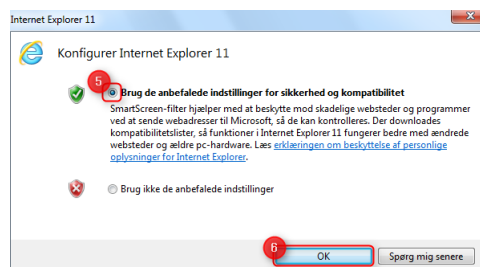 Internet Explorer 11
Konfigurer Internet Explorer 11
5
Brug de anbefalede indstillinger for sikkerhed og kompatibilitet
SmartScreen-filter hjælper med at beskytte mod skadelige websteder og programmer
ved at sende webadresser til Microsoft, så de kan kontrolleres. Der downloades
kompatibilitetslister, så funktioner i Internet Explorer 11 fungerer bedre med ændrede
websteder og ældre pc-hardware. Læs erklæringen om beskyttelse af personlige
oplysninger for Internet Explorer.
Brug ikke de anbefalede indstillinger
6
OK
Spørg mig senere